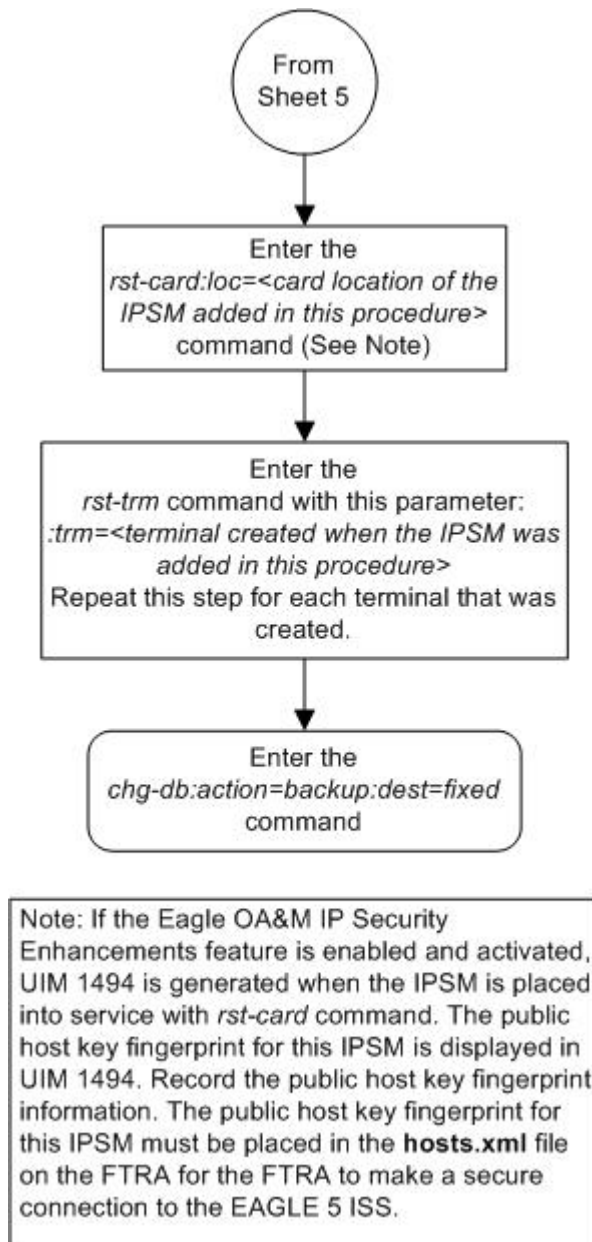 From
Sheet 5
Enter the
rst-card:loc=<card location of the
IPSM added in this procedure>
command (See Note)
Enter the
rst-trm command with this parameter:
:trm=<terminal created when the IPSM was
added in this procedure>
Repeat this step for each terminal that was
created.
Enter the
chg-db:action=backup:dest=fixed
command
Note: If the Eagle OA&M IP Security
Enhancements feature is enabled and activated,
UIM 1494 is generated when the IPSM is placed
into service with rst-card command. The public
host key fingerprint for this IPSM is displayed in
UIM 1494. Record the public host key fingerprint
information. The public host key fingerprint for
this IPSM must be placed in the hosts.xml file
on the FTRA for the FTRA to make a secure
connection to the EAGLE 5 ISS.